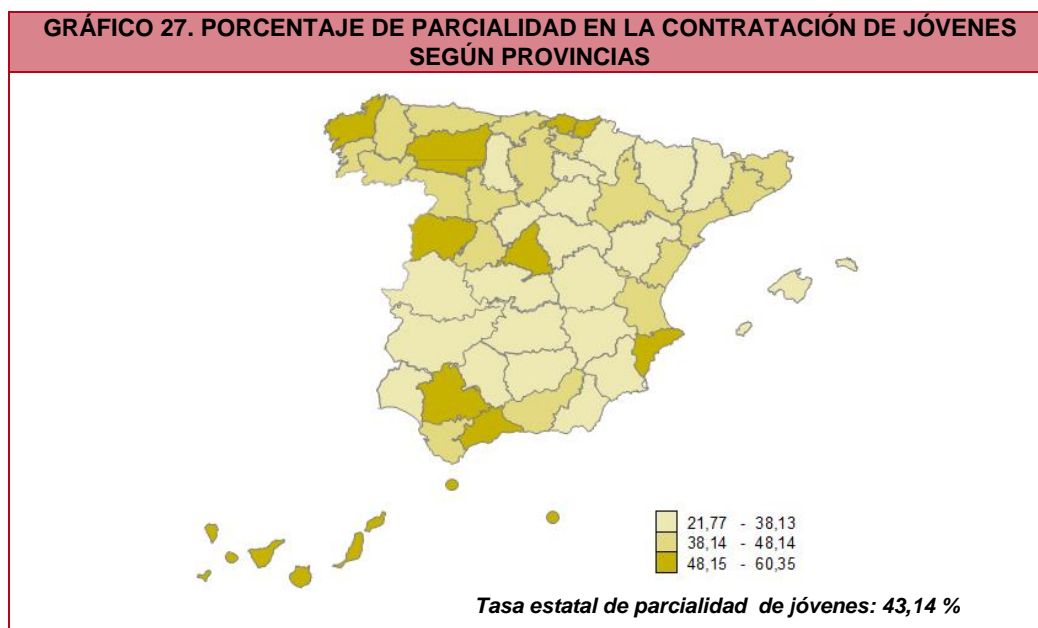 GRÁFICO 27. PORCENTAJE DE PARCIALIDAD EN LA CONTRATACIÓN DE JÓVENES
SEGÚN PROVINCIAS
21,77 - 38,13
38,14 - 48,14
48,15 - 60,35
Tasa estatal de parcialidad de jóvenes: 43,14 %